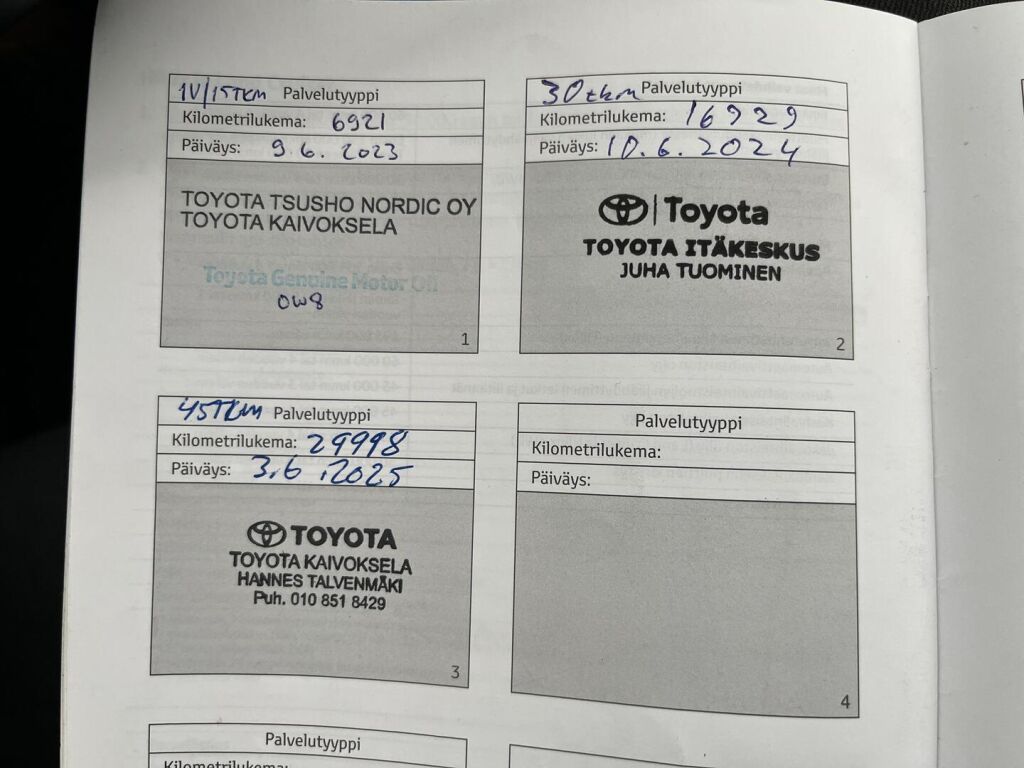 1V/15TKM Palvelutyyppi
Kilometrilukema: 6921
Päiväys: 9.6.2023
TOYOTA TSUSHO NORDIC OY
TOYOTA KAIVOKSELA
Toyota Genuine Motor Oil
0W8
1
30tkm Palvelutyyppi
Kilometrilukema: 16929
Päiväys: 10.6.2024
Toyota
TOYOTA ITÄKESKUS
JUHA TUOMINEN
2
45TKM Palvelutyyppi
Kilometrilukema: 29998
Päiväys: 3.6.2025
TOYOTA
TOYOTA KAIVOKSELA
HANNES TALVENMÄKI
Puh. 010 851 8429
3
Palvelutyyppi
Kilometrilukema:
Päiväys:
4
Palvelutyyppi
Kilometrilukema: